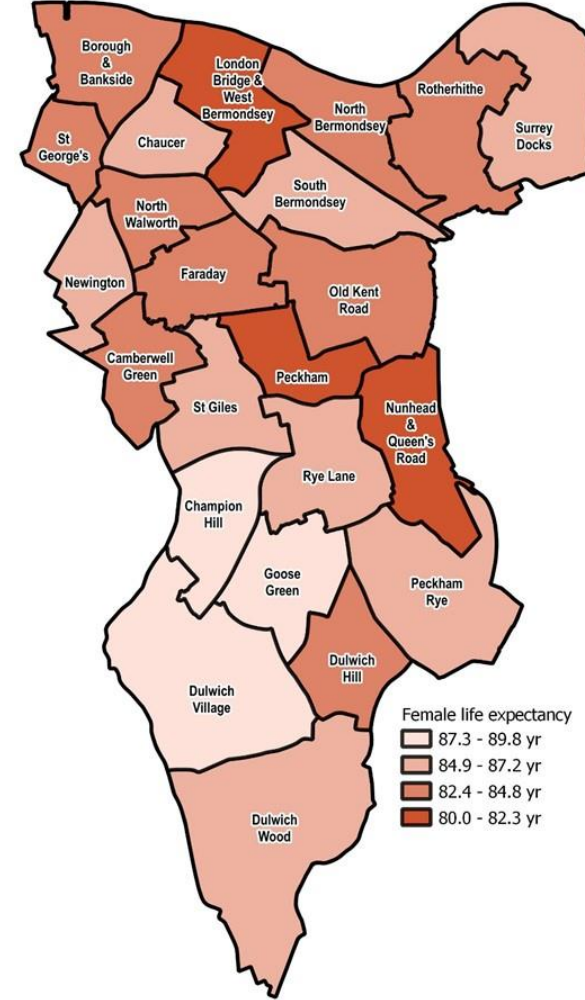 Borough
&
Bankside
London
Bridge &
West
Bermondsey
North
Bermondsey
Rotherhithe
Surrey
Docks
St
George's
Chaucer
South
Bermondsey
North
Walworth
Newington
Faraday
Old Kent
Road
Camberwell
Green
Peckham
St Giles
Nunhead
&
Queen's
Road
Rye Lane
Champion
Hill
Goose
Green
Peckham
Rye
Dulwich
Hill
Dulwich
Village
Dulwich
Wood
Female life expectancy
87.3 - 89.8 yr
84.9 - 87.2 yr
82.4 - 84.8 yr
80.0 - 82.3 yr